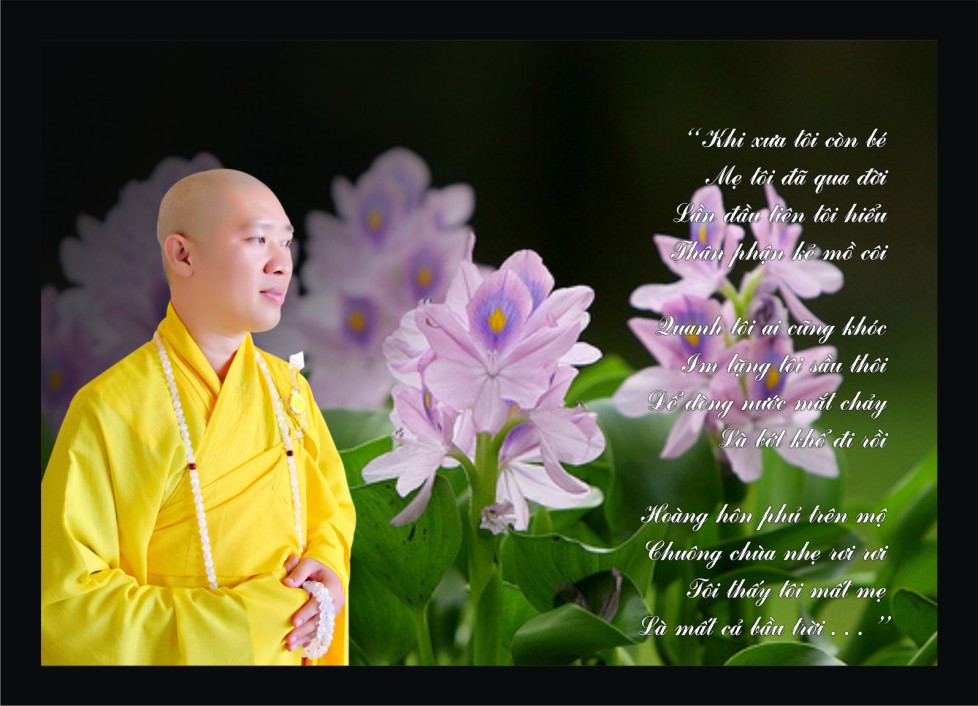 “Khi xưa tôi còn bé
Mẹ tôi đã qua đời
Lần đầu tiên tôi hiểu
Thân phận kẻ mồ côi
Quanh tôi ai cũng khóc
Im lặng tôi sầu thôi
Để dòng nước mắt chảy
Là bớt khổ đi rồi
Hoàng hôn phủ trên mộ
Chuông chùa nhẹ rơi rơi
Tôi thấy tôi mất mẹ
Là mất cả bầu trời . . . ”